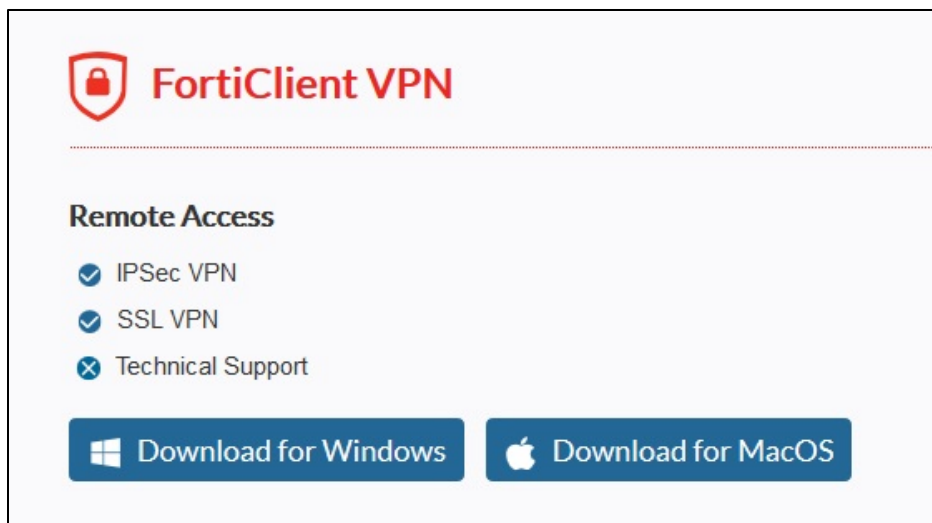 FortiClient VPN
Remote Access
IPSec VPN
SSL VPN
Technical Support
Download for Windows
Download for MacOS